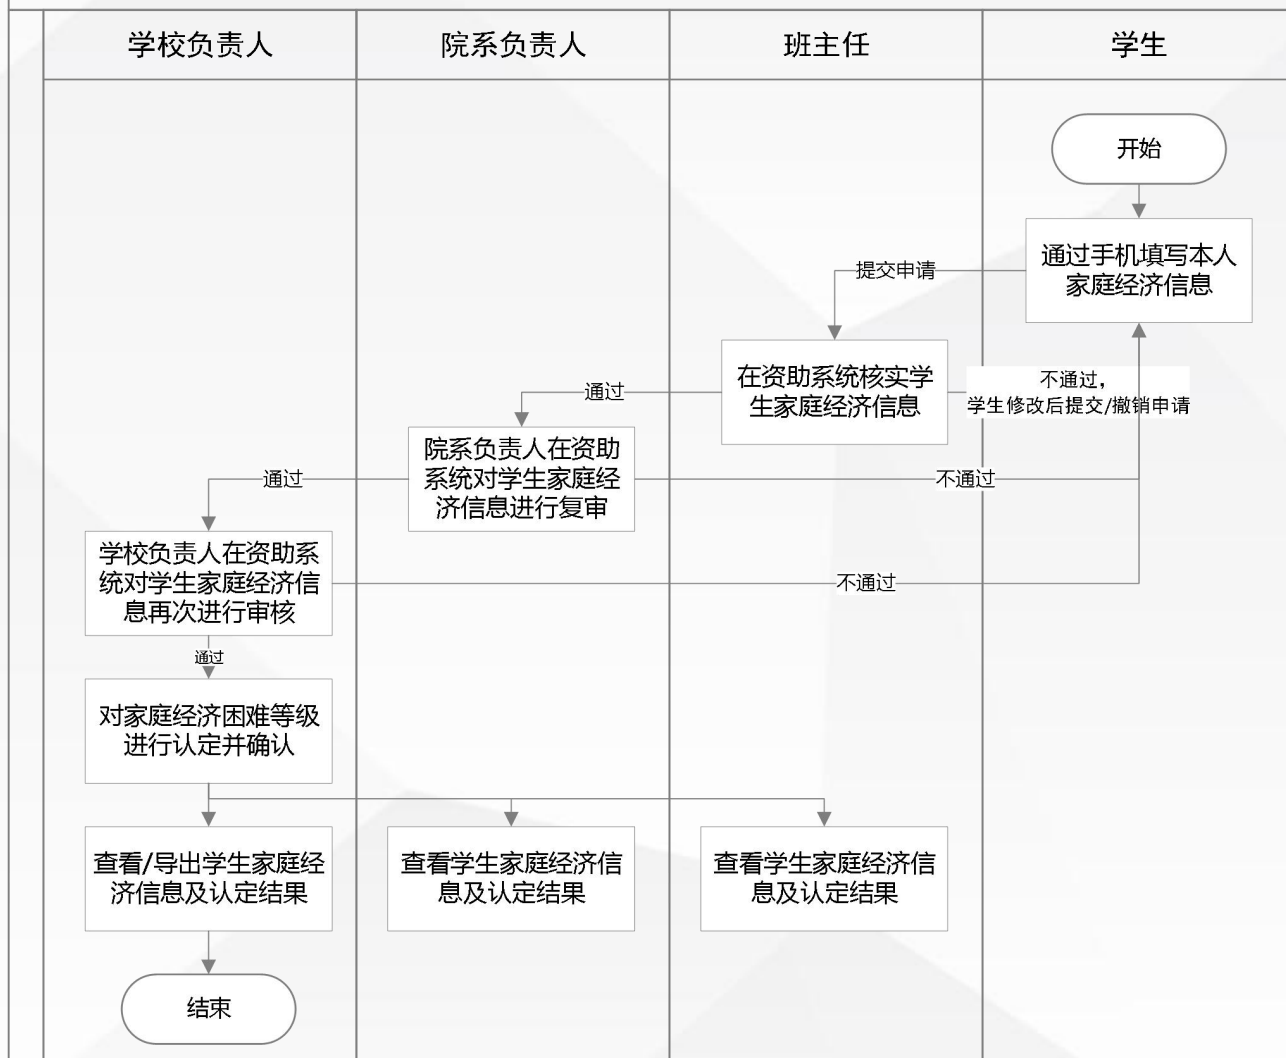 学校负责人
院系负责人
班主任
学生
开始
通过手机填写本人
家庭经济信息
提交申请
在资助系统核实学
生家庭经济信息
不通过，
学生修改后提交/撤销申请
通过
院系负责人在资助
系统对学生家庭经
济信息进行复审
不通过
通过
学校负责人在资助系
统对学生家庭经济信
息再次进行审核
不通过
通过
对家庭经济困难等级
进行认定并确认
查看/导出学生家庭经
济信息及认定结果
查看学生家庭经济信
息及认定结果
查看学生家庭经济信
息及认定结果
结束